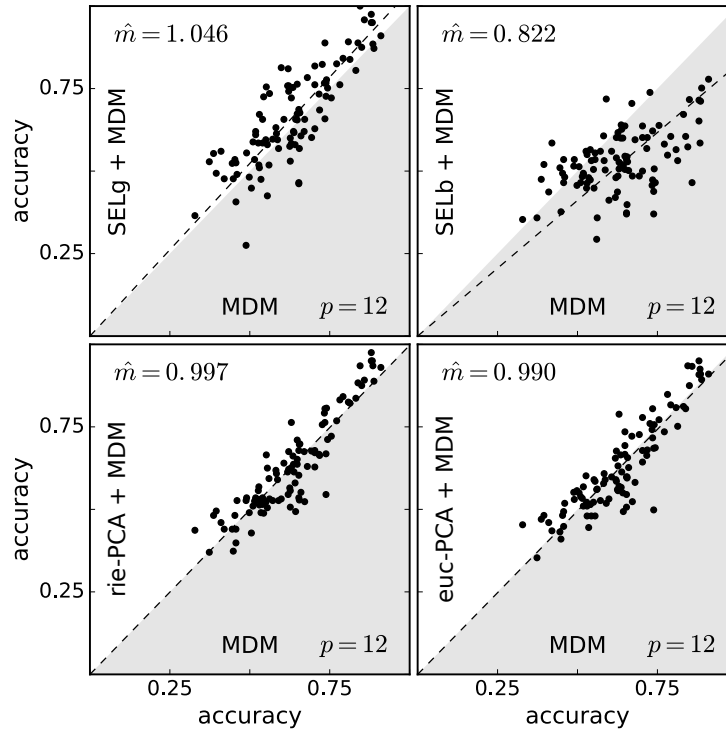 m̂ = 1.046
accuracy
SELg + MDM
0.75
0.25
MDM
p = 12
m̂ = 0.822
SELb + MDM
MDM
p = 12
m̂ = 0.997
accuracy
rie-PCA + MDM
0.75
0.25
MDM
p = 12
0.25
0.75
accuracy
m̂ = 0.990
euc-PCA + MDM
MDM
p = 12
0.25
0.75
accuracy